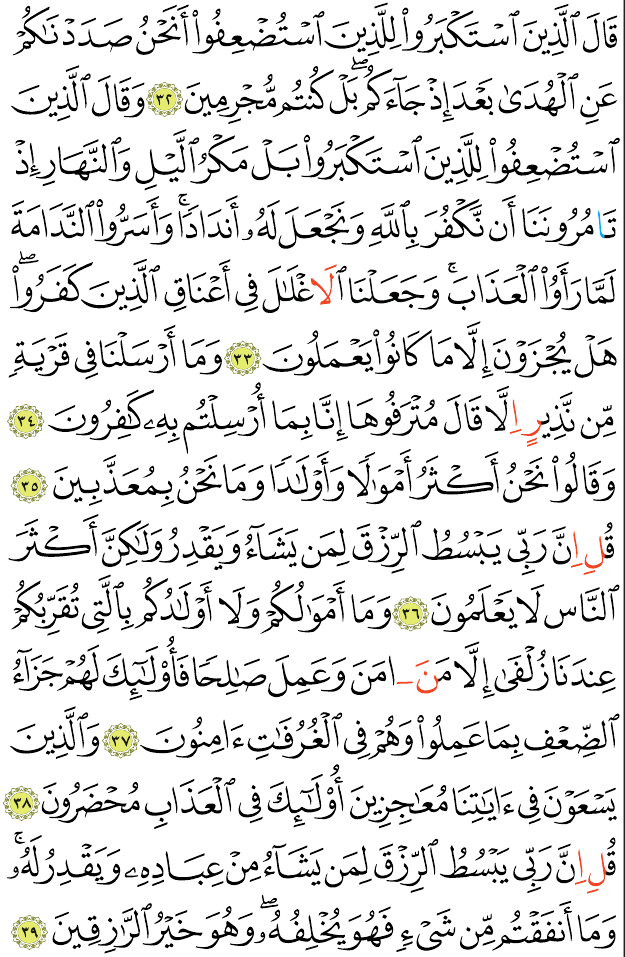 قَالَ ٱلَّذِينَ ٱسۡتَكۡبَرُواْ لِلَّذِينَ ٱسۡتُضۡعِفُوٓاْ أَنَحۡنُ صَدَدۡنَٰكُمۡ
عَنِ ٱلۡهُدَىٰ بَعۡدَ إِذۡ جَآءَكُمۖ بَلۡ كُنتُم مُّجۡرِمِينَ ٣٢ وَقَالَ ٱلَّذِينَ
ٱسۡتُضۡعِفُواْ لِلَّذِينَ ٱسۡتَكۡبَرُواْ بَلۡ مَكۡرُ ٱلَّيۡلِ وَٱلنَّهَارِ إِذۡ
تَامُرُونَنَا أَن نَّكۡفُرَ بِٱللَّهِ وَنَجۡعَلَ لَهُۥ أَندَادٗاۚ وَأَسَرُّواْ ٱلنَّدَامَةَ
لَمَّا رَأَوُاْ ٱلۡعَذَابَۚ وَجَعَلۡنَا ٱلَاغۡلَٰلَ فِي أَعۡنَاقِ ٱلَّذِينَ كَفَرُواْۖ
هَلۡ يُجۡزَوۡنَ إِلَّا مَا كَانُواْ يَعۡمَلُونَ ٣٣ وَمَا أَرۡسَلۡنَا فِي قَرۡيَةٖ
مِّن نَّذِيرٍ اِلَّا قَالَ مُتۡرَفُوهَا إِنَّا بِمَا أُرۡسِلۡتُم بِهِۦ كَٰفِرُونَ ٣٤
وَقَالُواْ نَحۡنُ أَكۡثَرُ أَمۡوَٰلٗا وَأَوۡلَٰدٗا وَمَا نَحۡنُ بِمُعَذَّبِينَ ٣٥
قُلِ اِنَّ رَبِّي يَبۡسُطُ ٱلرِّزۡقَ لِمَن يَشَآءُ وَيَقۡدِرُ وَلَٰكِنَّ أَكۡثَرَ
ٱلنَّاسِ لَا يَعۡلَمُونَ ٣٦ وَمَا أَمۡوَٰلُكُمۡ وَلَا أَوۡلَٰدُكُم بِٱلَّتِي تُقَرِّبُكُمۡ
عِندَنَا زُلۡفَىٰ إِلَّا مَنَ ـامَنَ وَعَمِلَ صَٰلِحٗا فَأُوْلَٰٓئِكَ لَهُمۡ جَزَآءُ
ٱلضِّعۡفِ بِمَا عَمِلُواْ وَهُمۡ فِي ٱلۡغُرُفَٰتِ ءَامِنُونَ ٣٧ وَٱلَّذِينَ
يَسۡعَوۡنَ فِي ءَايَٰتِنَا مُعَٰجِزِينَ أُوْلَٰٓئِكَ فِي ٱلۡعَذَابِ مُحۡضَرُونَ ٣٨
قُلِ اِنَّ رَبِّي يَبۡسُطُ ٱلرِّزۡقَ لِمَن يَشَآءُ مِنۡ عِبَادِهِۦ وَيَقۡدِرُ لَهُۥۚ
وَمَا أَنفَقۡتُم مِّن شَيۡءٖ فَهُوَ يُخۡلِفُهُۥۖ وَهُوَ خَيۡرُ ٱلرَّٰزِقِينَ ٣٩